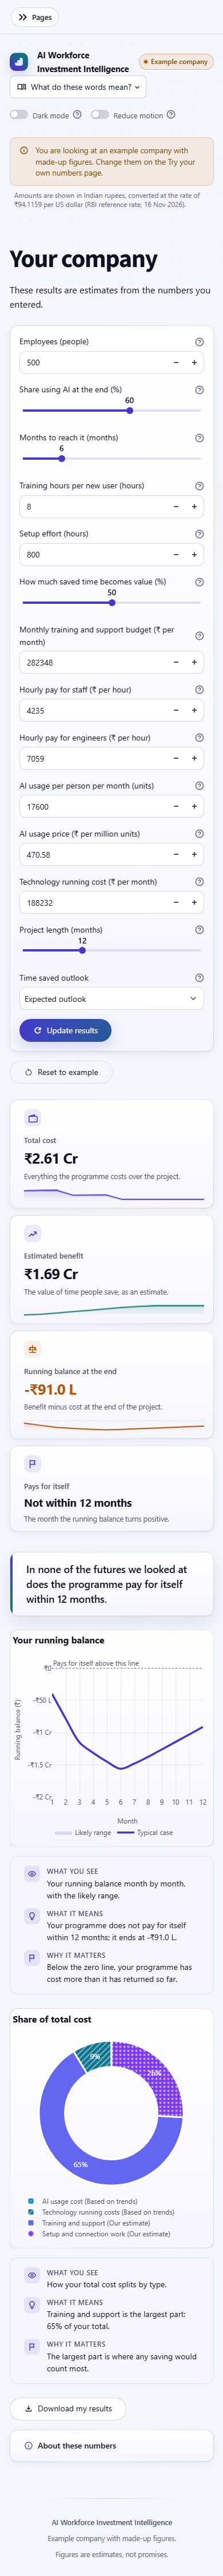 Pages
AI Workforce
Investment Intelligence
Example company
What do these words mean?
Dark mode
Reduce motion
You are looking at an example company with
made-up figures. Change them on the Try your
own numbers page.
Amounts are shown in Indian rupees, converted at the rate of
₹94.1159 per US dollar (RBI reference rate, 16 Nov 2026).
Your company
These results are estimates from the numbers you
entered.
Employees (people)
500
Share using AI at the end (%)
60
Months to reach it (months)
6
Training hours per new user (hours)
8
Setup effort (hours)
800
How much saved time becomes value (%)
50
Monthly training and support budget (₹ per
month)
282348
Hourly pay for staff (₹ per hour)
4235
Hourly pay for engineers (₹ per hour)
7059
AI usage per person per month (units)
17600
AI usage price (₹ per million units)
470.58
Technology running cost (₹ per month)
188232
Project length (months)
12
Time saved outlook
Expected outlook
Update results
Reset to example
Total cost
₹2.61 Cr
Everything the programme costs over the project.
Estimated benefit
₹1.69 Cr
The value of time people save, as an estimate.
Running balance at the end
-₹91.0 L
Benefit minus cost at the end of the project.
Pays for itself
Not within 12 months
The month the running balance turns positive.
In none of the futures we looked at
does the programme pay for itself
within 12 months.
Your running balance
Pays for itself above this line
₹0
-₹50 L
-₹1 Cr
-₹1.5 Cr
-₹2 Cr
Running balance (₹)
1 2 3 4 5 6 7 8 9 10 11 12
Month
Likely range Typical case
WHAT YOU SEE
Your running balance month by month,
with the likely range.
WHAT IT MEANS
Your programme does not pay for itself
within 12 months; it ends at -₹91.0 L.
WHY IT MATTERS
Below the zero line, your programme has
cost more than it has returned so far.
Share of total cost
9%
26%
65%
AI usage cost (Based on trends)
Technology running costs (Based on trends)
Training and support (Our estimate)
Setup and connection work (Our estimate)
WHAT YOU SEE
How your total cost splits by type.
WHAT IT MEANS
Training and support is the largest part:
65% of your total.
WHY IT MATTERS
The largest part is where any saving would
count most.
Download my results
About these numbers
AI Workforce Investment Intelligence
Example company with made-up figures.
Figures are estimates, not promises.